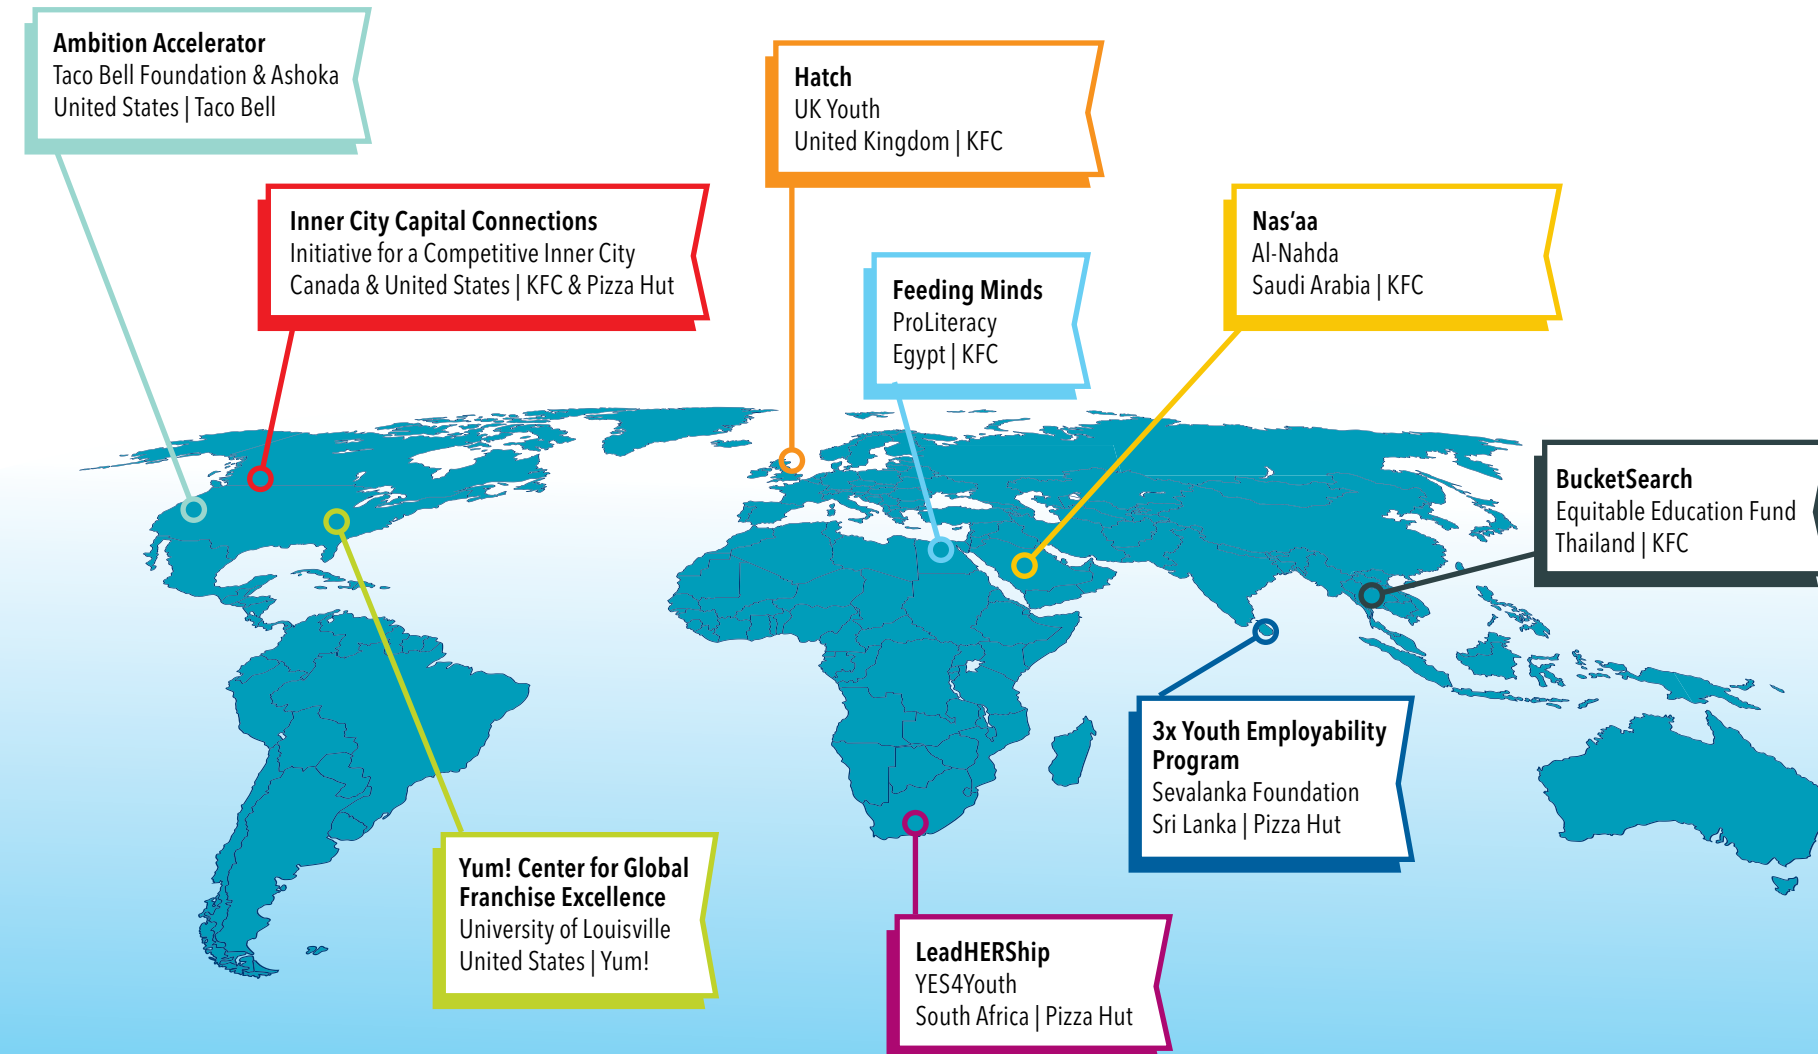 Ambition Accelerator
Taco Bell Foundation & Ashoka
United States | Taco Bell
Hatch
UK Youth
United Kingdom | KFC
Inner City Capital Connections
Initiative for a Competitive Inner City
Canada & United States | KFC & Pizza Hut
Nas‘aa
Al-Nahda
Saudi Arabia | KFC
Feeding Minds
ProLiteracy
Egypt | KFC
BucketSearch
Equitable Education Fund
Thailand | KFC
3x Youth Employability
Program
Sevalanka Foundation
Sri Lanka | Pizza Hut
Yum! Center for Global
Franchise Excellence
University of Louisville
United States | Yum!
LeadHERShip
YES4Youth
South Africa | Pizza Hut